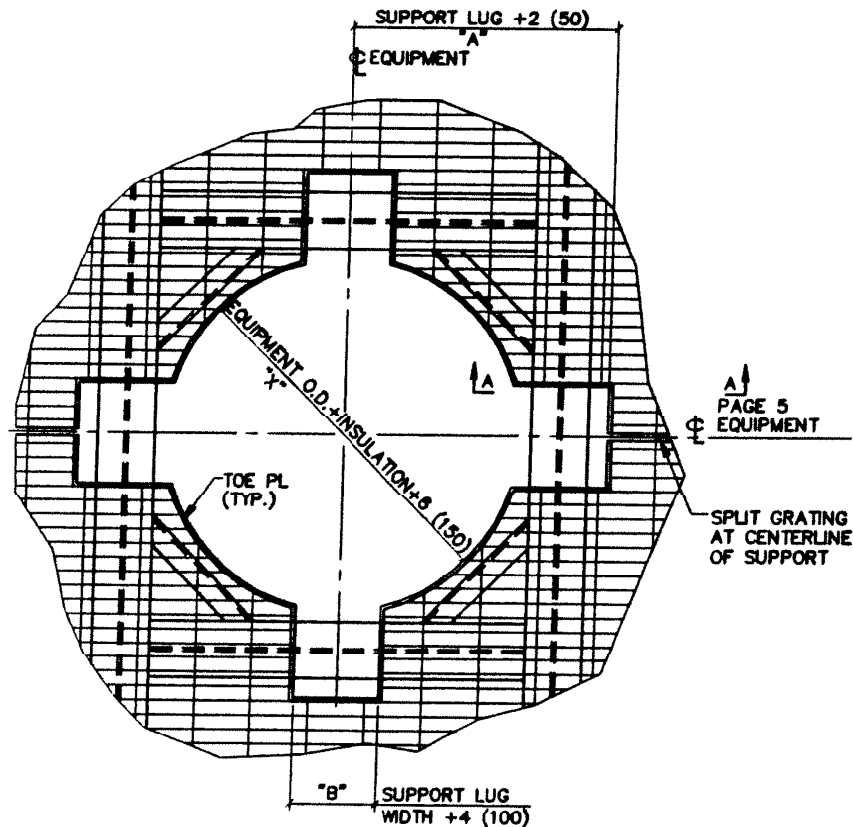 SUPPORT LUG +2 (50)
"A"
℄ EQUIPMENT
EQUIPMENT O.D.+INSULATION+6 (150)
"X"
A
A
PAGE 5
℄ EQUIPMENT
TOE PL
(TYP.)
SPLIT GRATING
AT CENTERLINE
OF SUPPORT
"B"
SUPPORT LUG
WIDTH +4 (100)